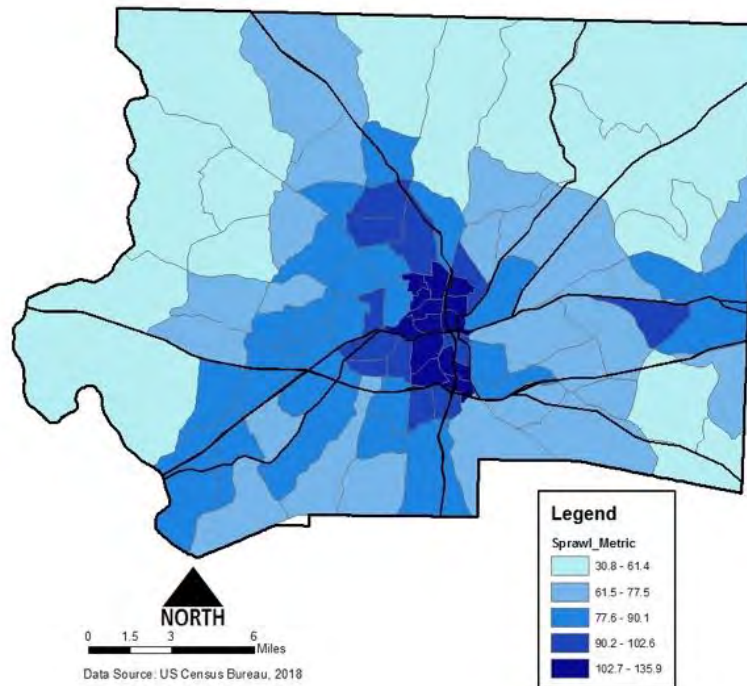 Legend
Sprawl_Metric
30.8 - 61.4
61.5 - 77.5
77.6 - 90.1
90.2 - 102.6
102.7 - 135.9
NORTH
0 1.5 3 6
Miles
Data Source: US Census Bureau, 2018